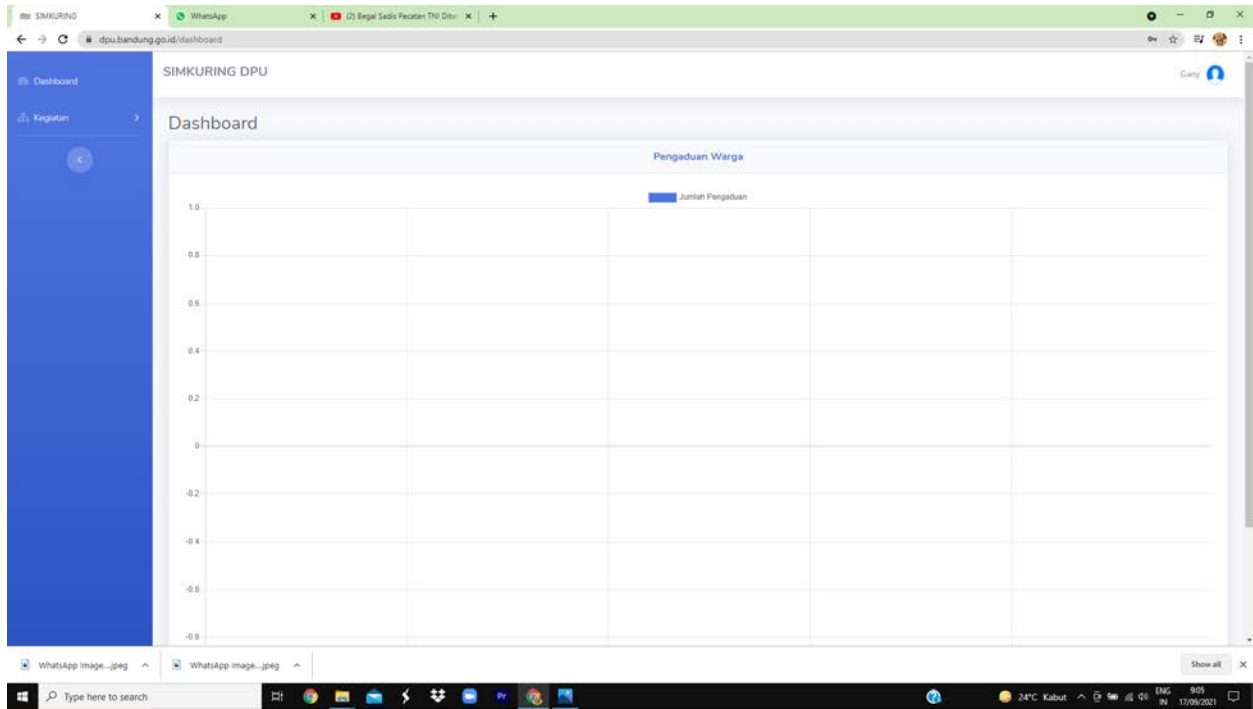 SIMKURING
WhatsApp
(2) Begal Sadis Pecatan TNI Ditu
dpu.bandung.go.id/dashboard
Dashboard
SIMKURING DPU
Gany
Kegiatan
Dashboard
Pengaduan Warga
Jumlah Pengaduan
1.0
0.8
0.6
0.4
0.2
0
-0.2
-0.4
-0.6
-0.8
WhatsApp Image....jpeg
WhatsApp Image....jpeg
Show all
Type here to search
Pr
24°C Kabut
ENG
IN
9:05
17/09/2021